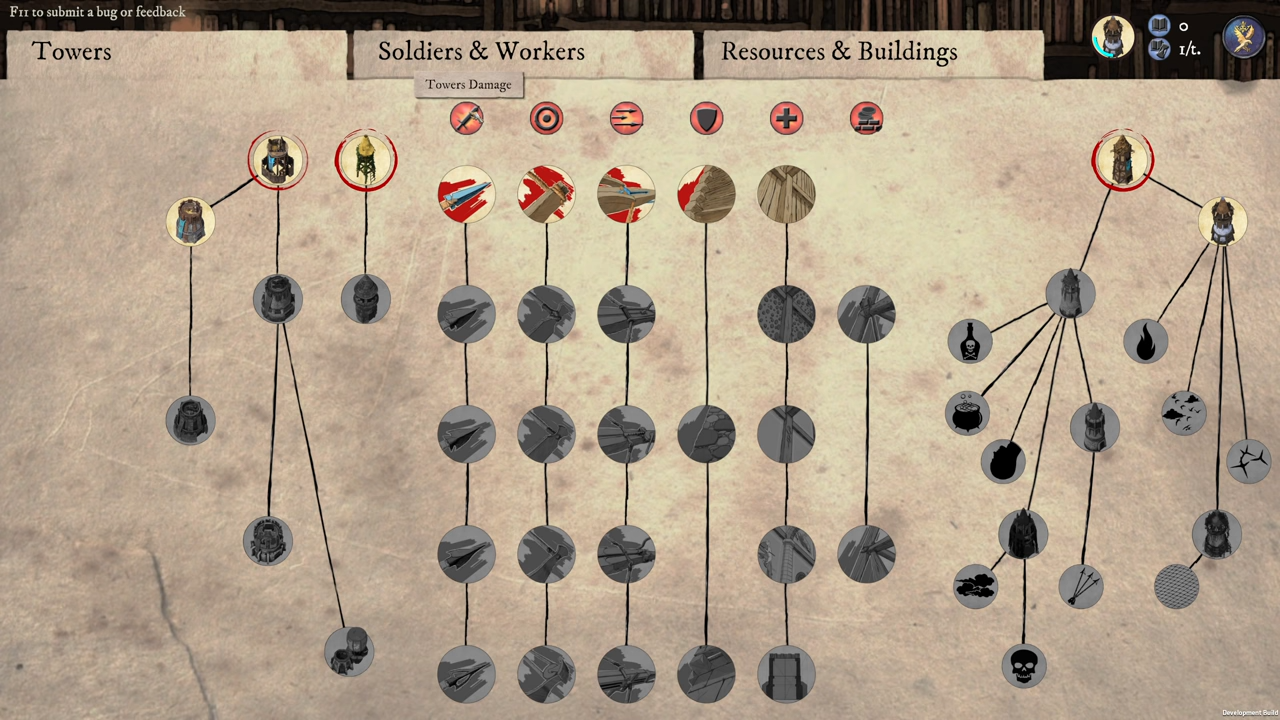 F11 to submit a bug or feedback
Towers
Soldiers & Workers
Resources & Buildings
0
1/t.
Towers Damage
Development Build